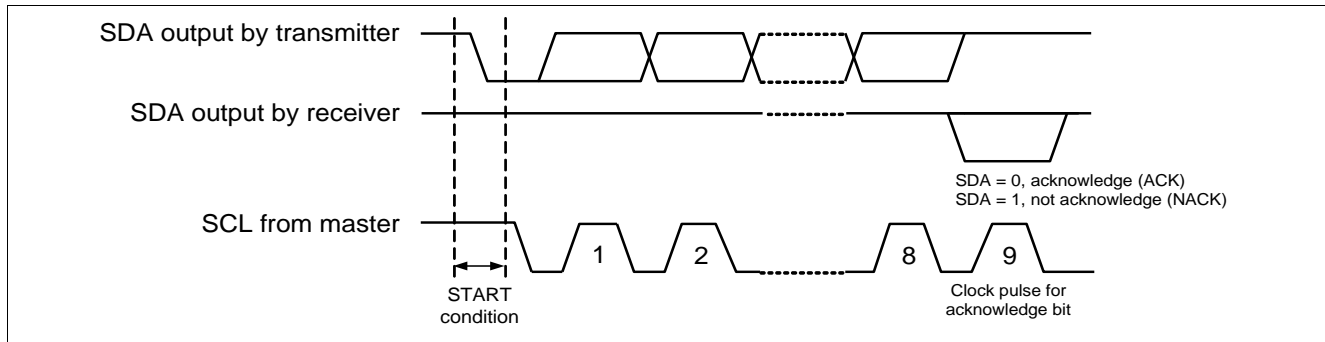 SDA output by transmitter
SDA output by receiver
SDA = 0, acknowledge (ACK)
SDA = 1, not acknowledge (NACK)
SCL from master
1
2
8
9
START
condition
Clock pulse for
acknowledge bit